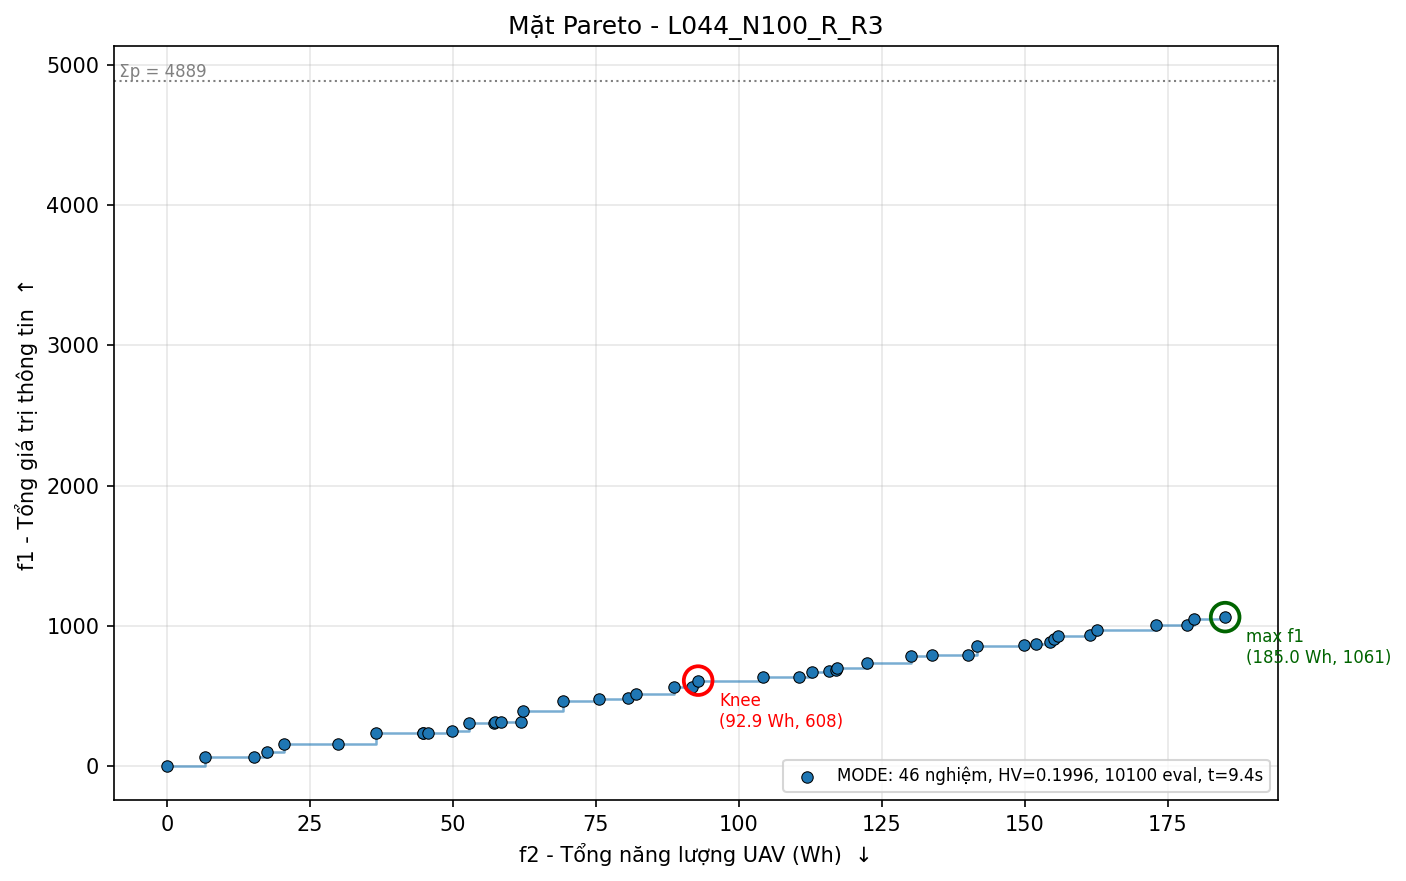 Mặt Pareto - L044_N100_R_R3
5000
Σp = 4889
4000
3000
2000
1000
0
f1 - Tổng giá trị thông tin ↑
max f1
(185.0 Wh, 1061)
Knee
(92.9 Wh, 608)
MODE: 46 nghiệm, HV=0.1996, 10100 eval, t=9.4s
0 25 50 75 100 125 150 175
f2 - Tổng năng lượng UAV (Wh) ↓